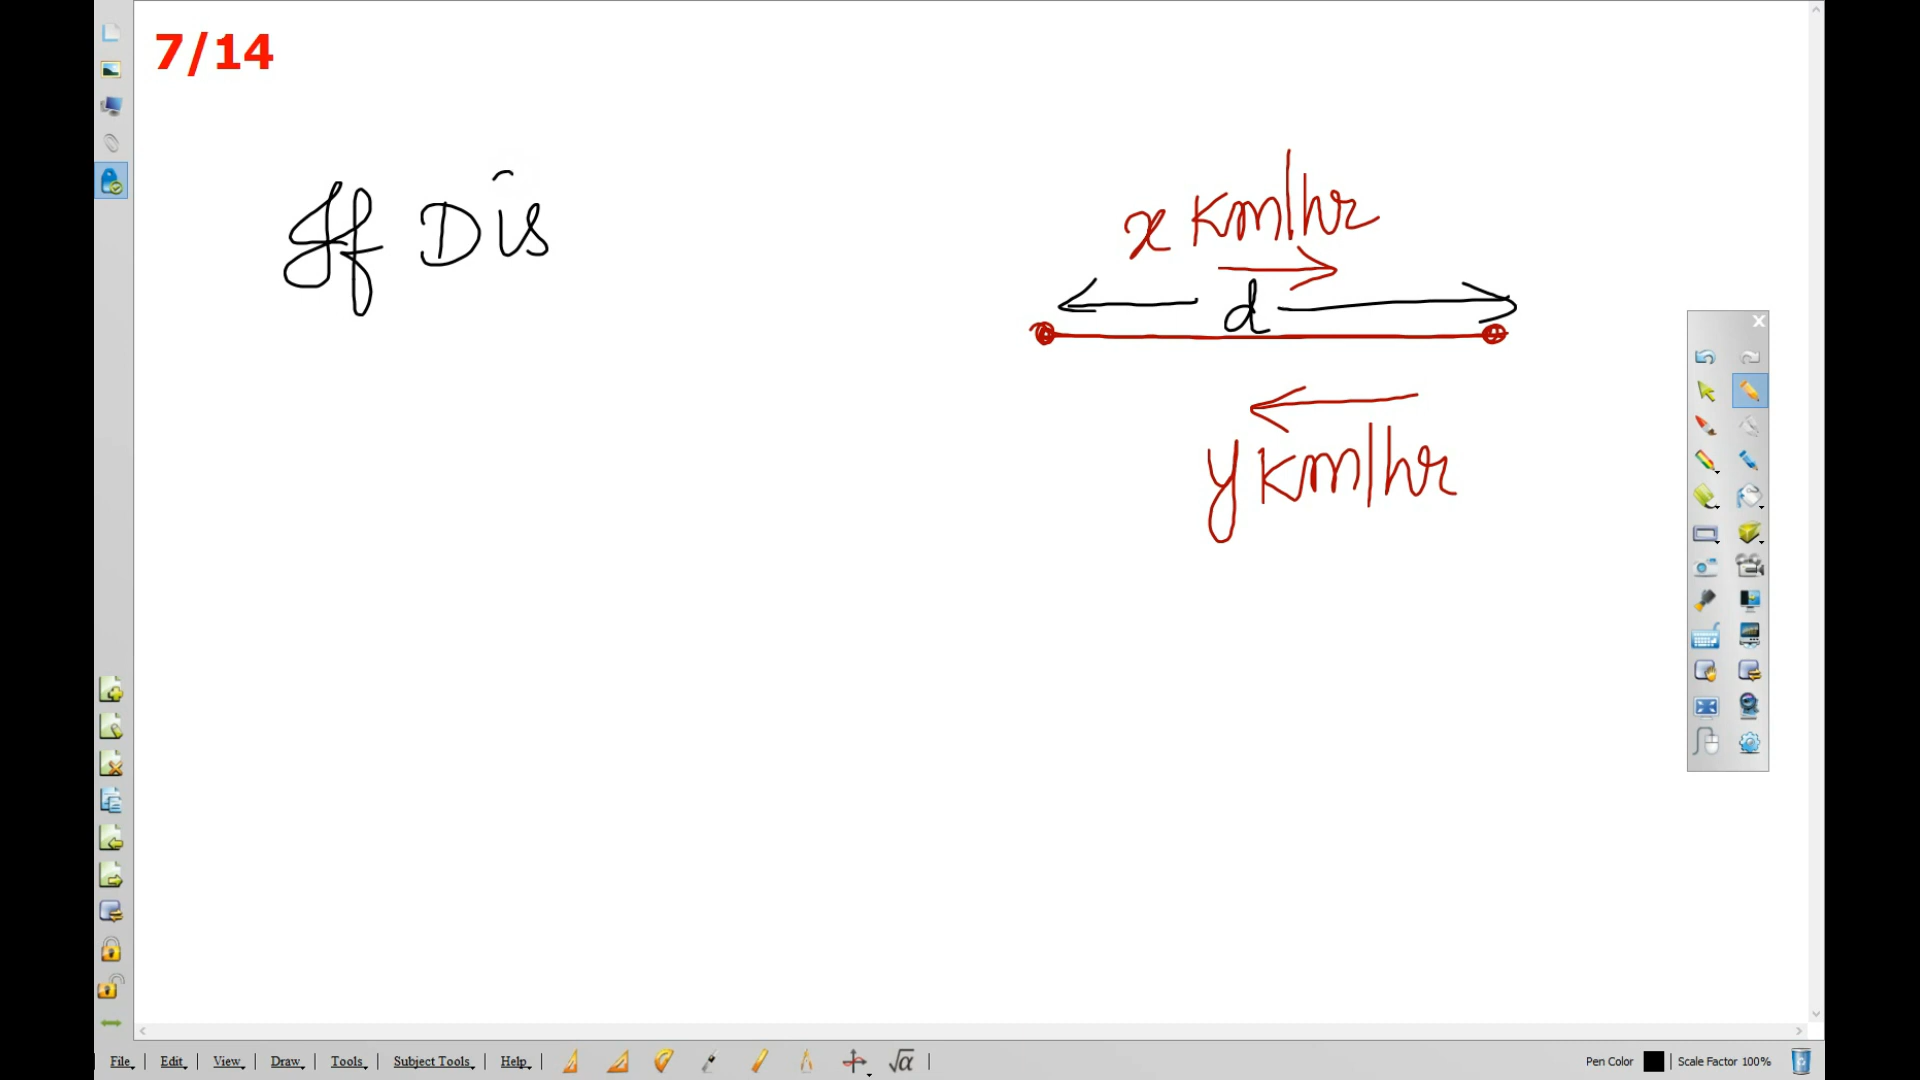 7/14
If Dis
x Km/hr
d
y Km/hr
File
Edit
View
Draw
Tools
Subject Tools
Help
√α
Pen Color
Scale Factor 100%